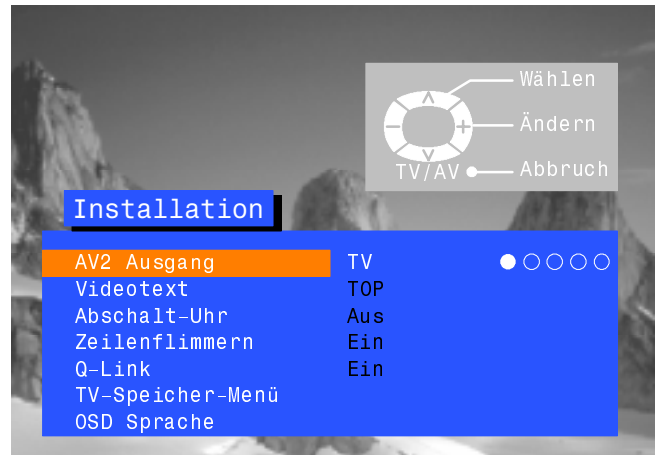 Wählen
Ändern
TV/AV Abbruch
Installation
AV2 Ausgang TV
Videotext TOP
Abschalt-Uhr Aus
Zeilenflimmern Ein
Q-Link Ein
TV-Speicher-Menü
OSD Sprache